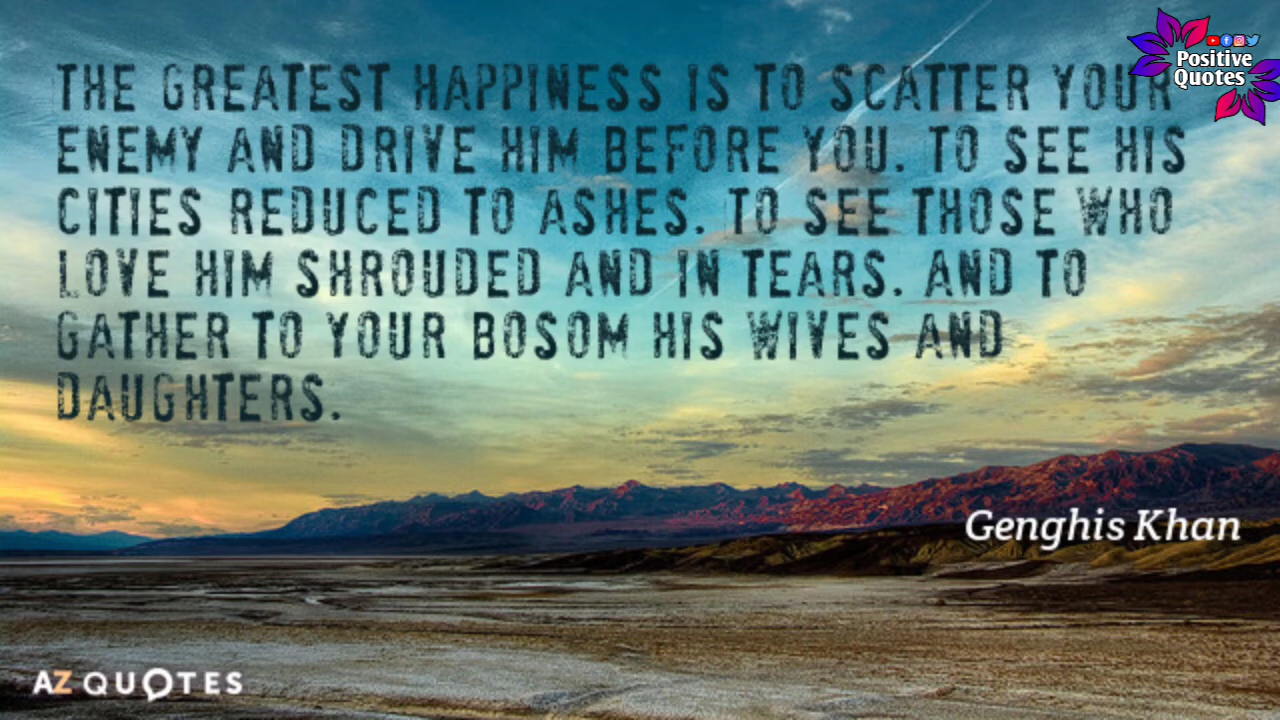 Positive
Quotes
THE GREATEST HAPPINESS IS TO SCATTER YOUR
ENEMY AND DRIVE HIM BEFORE YOU. TO SEE HIS
CITIES REDUCED TO ASHES. TO SEE THOSE WHO
LOVE HIM SHROUDED AND IN TEARS. AND TO
GATHER TO YOUR BOSOM HIS WIVES AND
DAUGHTERS.
Genghis Khan
AZ QUOTES